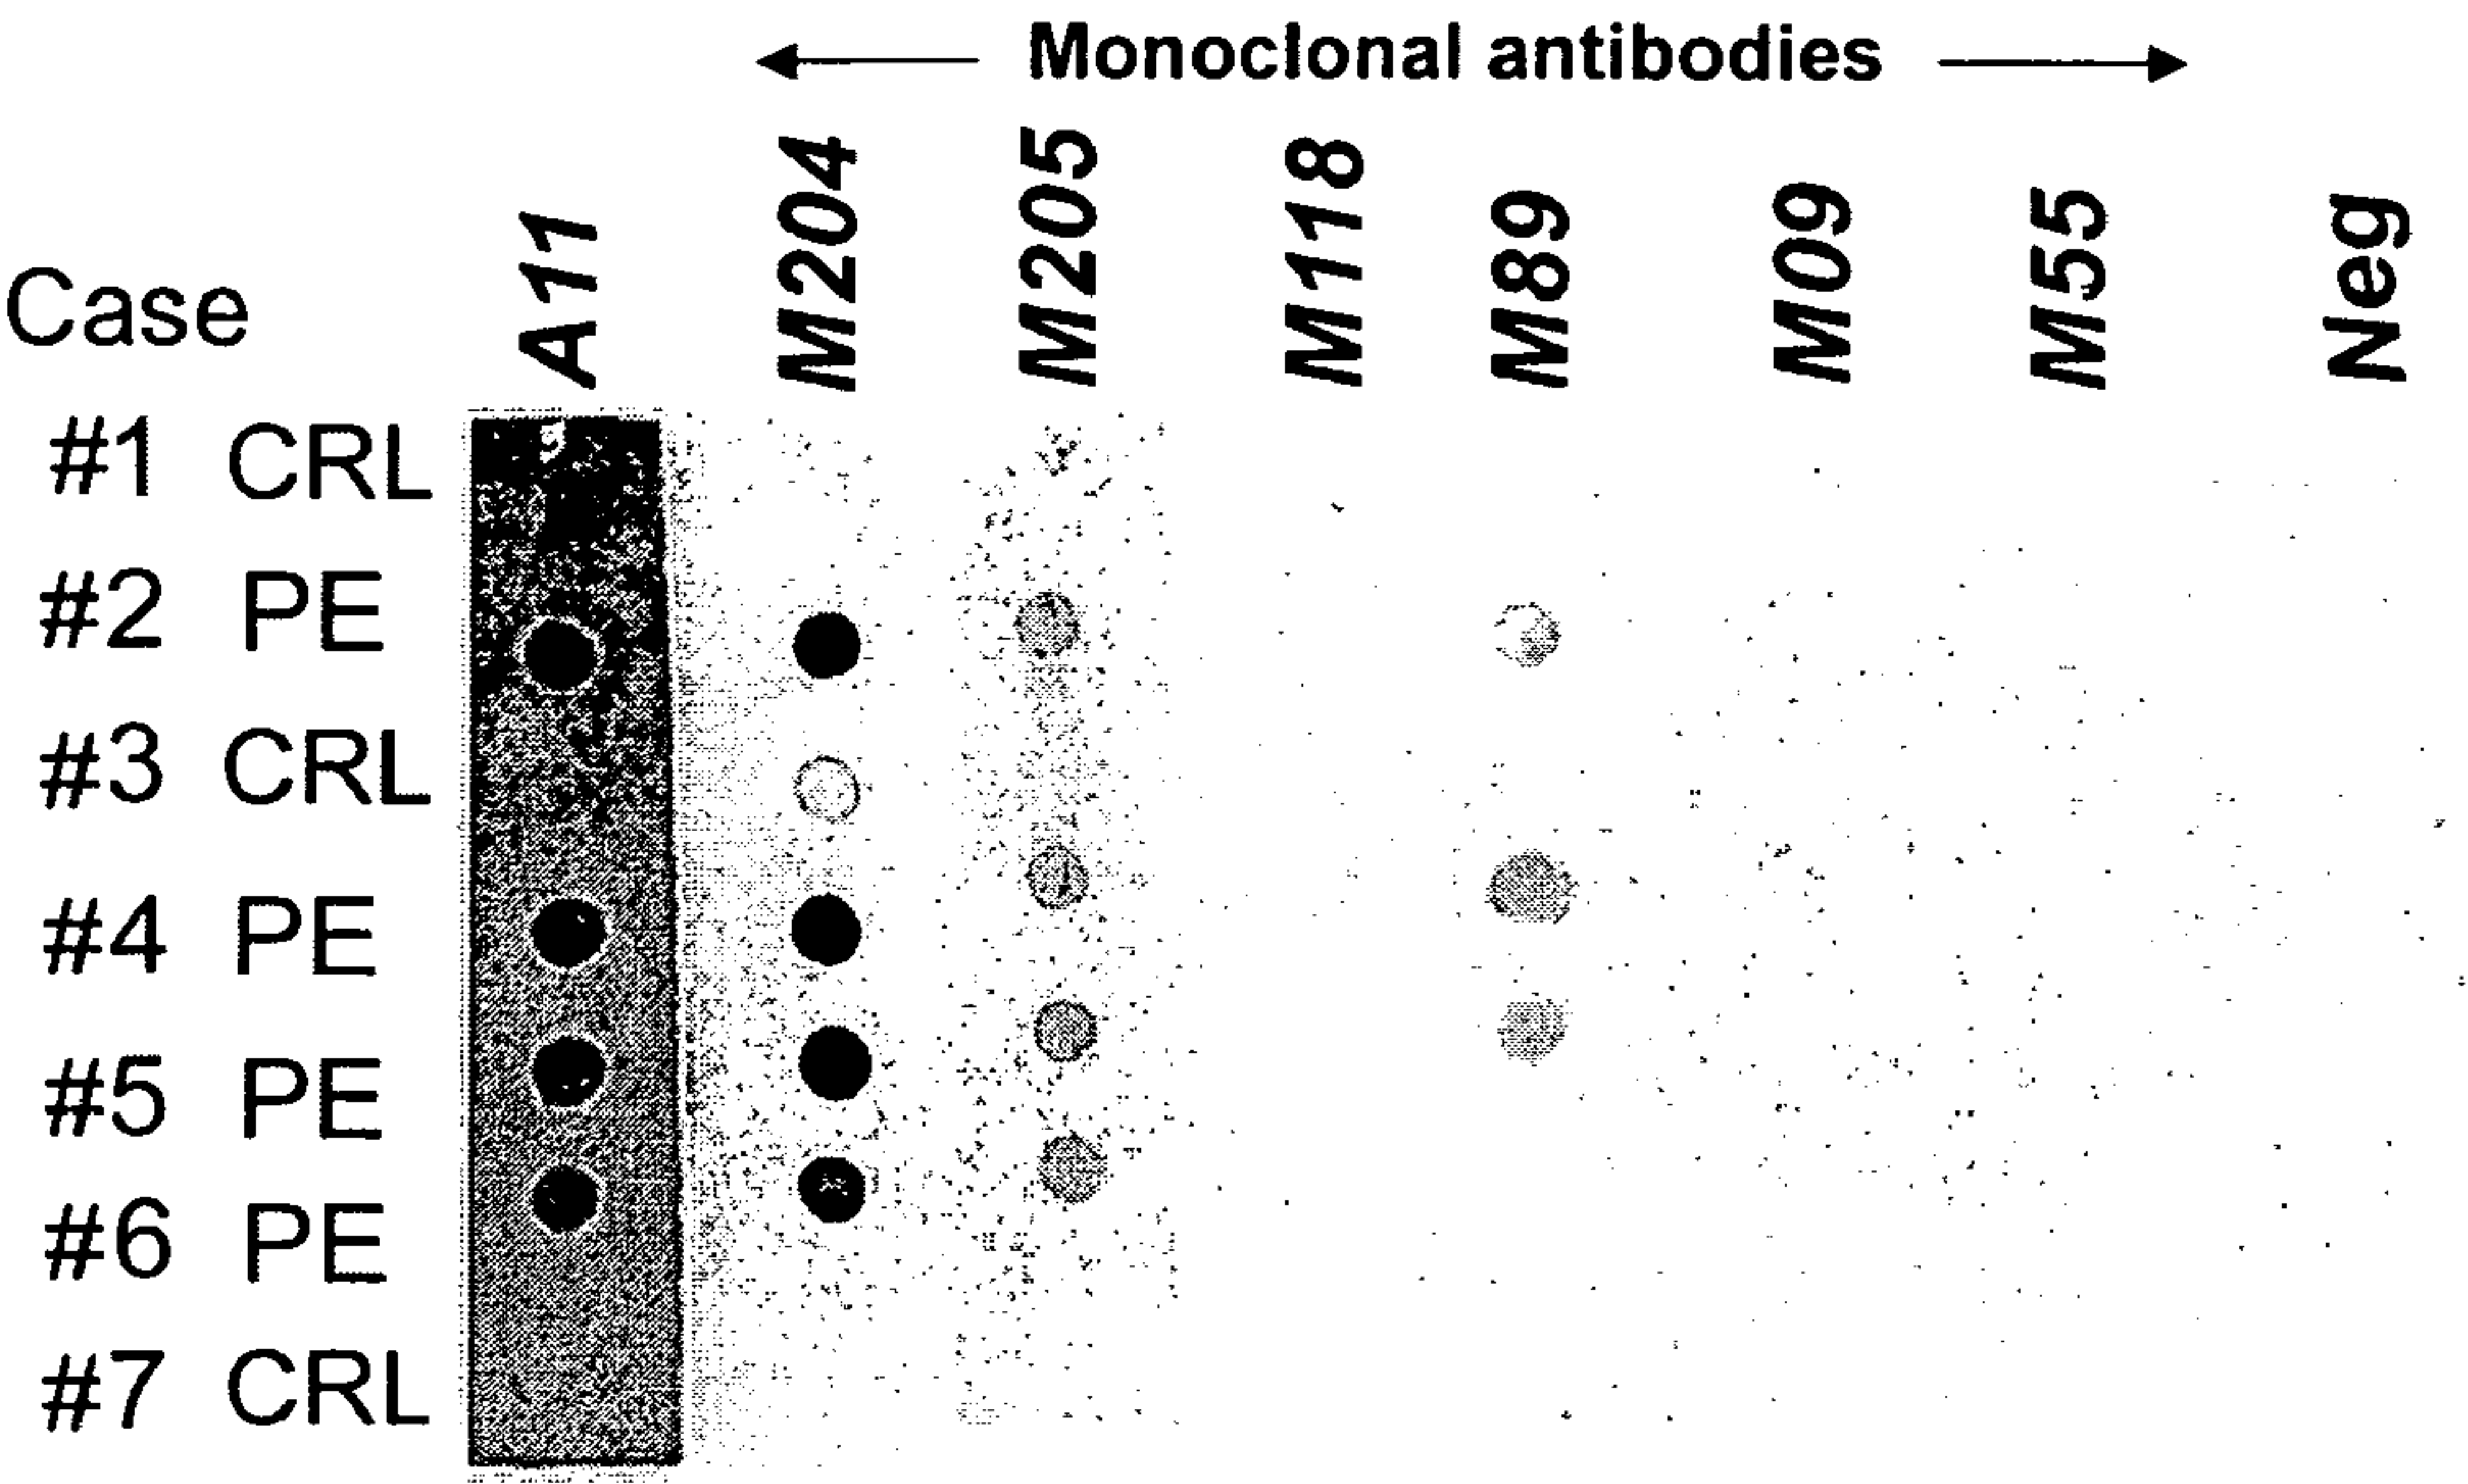 Monoclonal antibodies
Case A11 M204 M205 M118 M89 M09 M55 Neg
#1 CRL
#2 PE
#3 CRL
#4 PE
#5 PE
#6 PE
#7 CRL